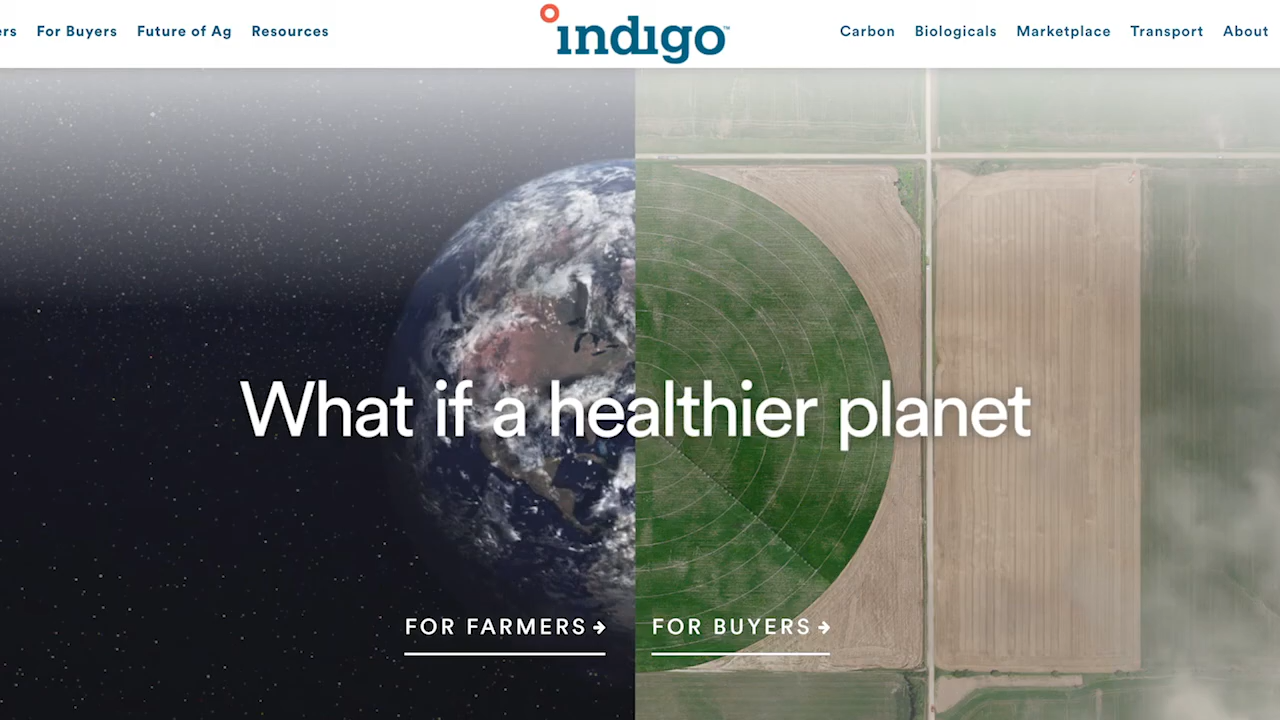 ers For Buyers Future of Ag Resources
indigo™
Carbon Biologicals Marketplace Transport About
What if a healthier planet
FOR FARMERS →
FOR BUYERS →